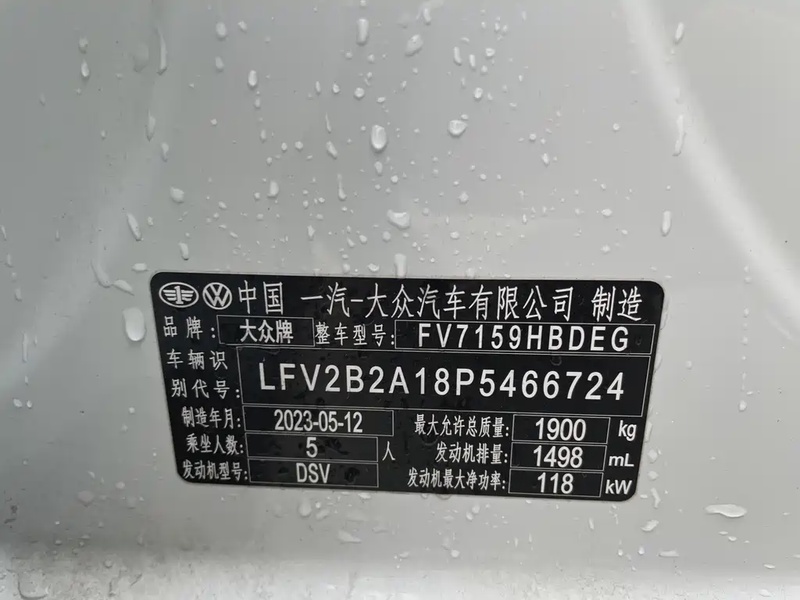 中国 一汽-大众汽车有限公司 制造
品牌: 大众牌 整车型号: FV7159HBDEG
车辆识别代号: LFV2B2A18P5466724
制造年月: 2023-05-12 最大允许总质量: 1900 kg
乘坐人数: 5 人 发动机排量: 1498 mL
发动机型号: DSV 发动机最大净功率: 118 kW